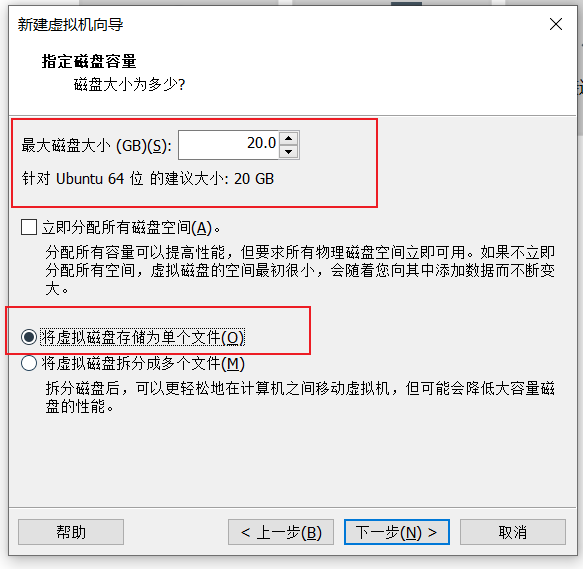 新建虚拟机向导
指定磁盘容量
磁盘大小为多少?
最大磁盘大小 (GB)(S): 20.0
针对 Ubuntu 64 位 的建议大小: 20 GB
立即分配所有磁盘空间(A)。
分配所有容量可以提高性能，但要求所有物理磁盘空间立即可用。如果不立即
分配所有空间，虚拟磁盘的空间最初很小，会随着您向其中添加数据而不断变
大。
将虚拟磁盘存储为单个文件(O)
将虚拟磁盘拆分成多个文件(M)
拆分磁盘后，可以更轻松地在计算机之间移动虚拟机，但可能会降低大容量磁
盘的性能。
帮助 < 上一步(B) 下一步(N) > 取消